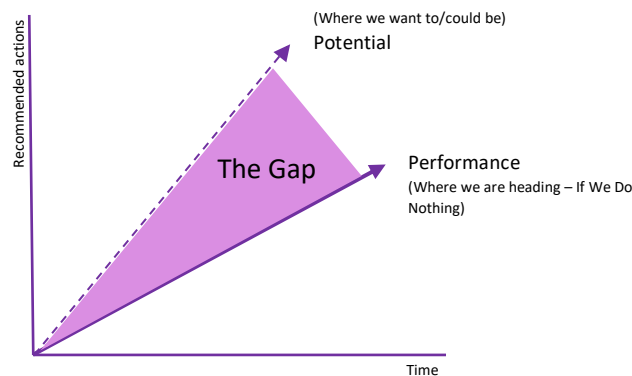 (Where we want to/could be)
Potential
Recommended actions
The Gap
Performance
(Where we are heading – If We Do
Nothing)
Time